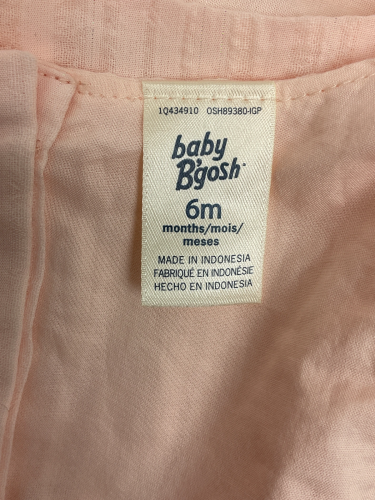 1Q434910 OSH89380-IGP
baby
B'gosh
6m
months/mois/
meses
MADE IN INDONESIA
FABRIQUÉ EN INDONÉSIE
HECHO EN INDONESIA